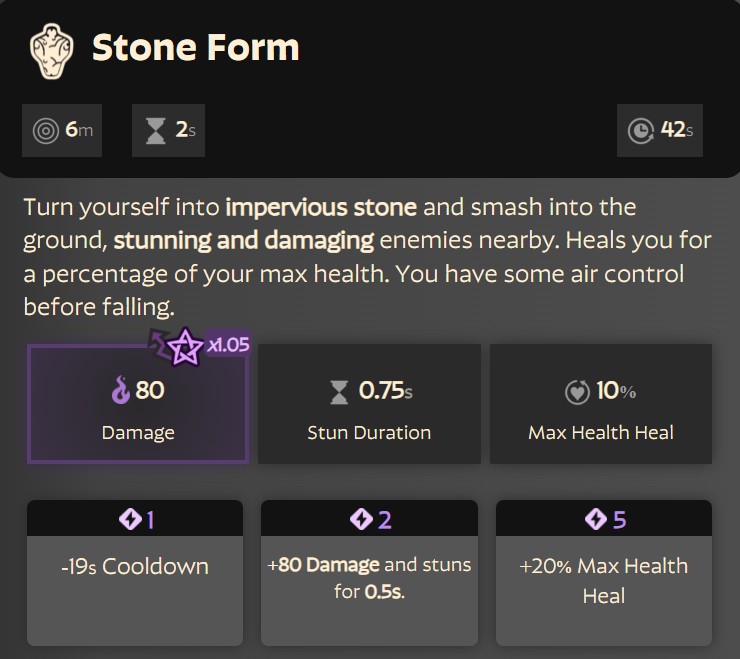 Stone Form
6m 2s 42s
Turn yourself into impervious stone and smash into the
ground, stunning and damaging enemies nearby. Heals you for
a percentage of your max health. You have some air control
before falling.
x1.05
80 0.75s 10%
Damage Stun Duration Max Health Heal
1 2 5
-19s Cooldown
+80 Damage and stuns
for 0.5s.
+20% Max Health
Heal